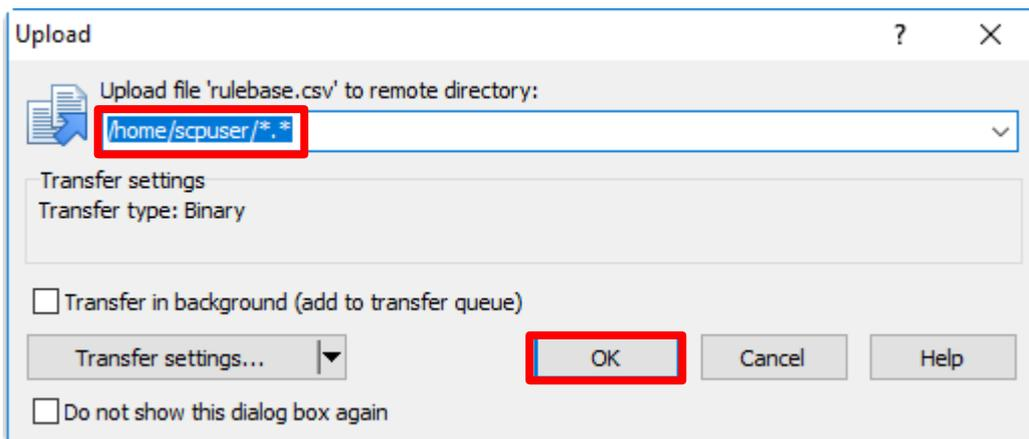 Upload ?
Upload file 'rulebase.csv' to remote directory:
/home/scpuser/*.*
Transfer settings
Transfer type: Binary
Transfer in background (add to transfer queue)
Transfer settings... OK Cancel Help
Do not show this dialog box again